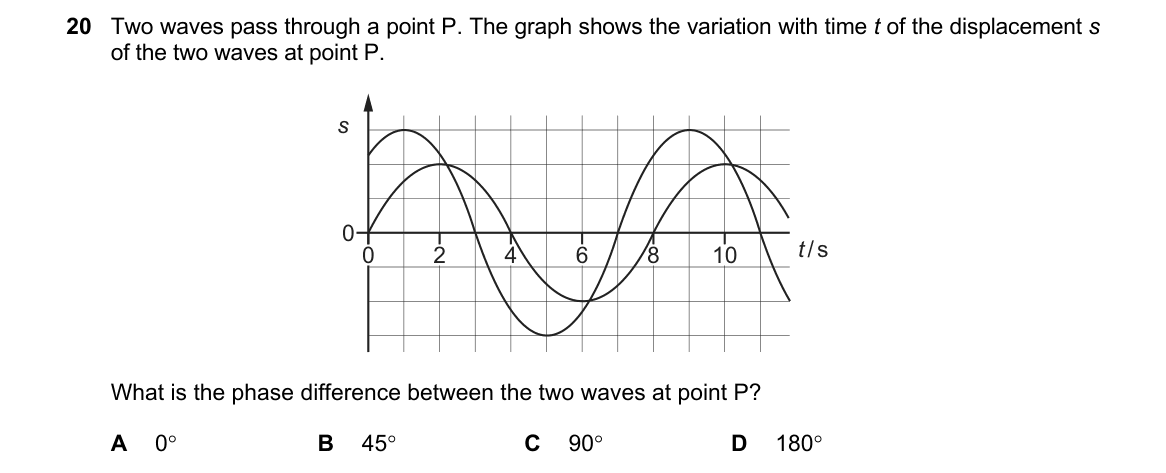 20 Two waves pass through a point P. The graph shows the variation with time t of the displacement s
of the two waves at point P.
s
0
0 2 4 6 8 10 t/s
What is the phase difference between the two waves at point P?
A 0° B 45° C 90° D 180°